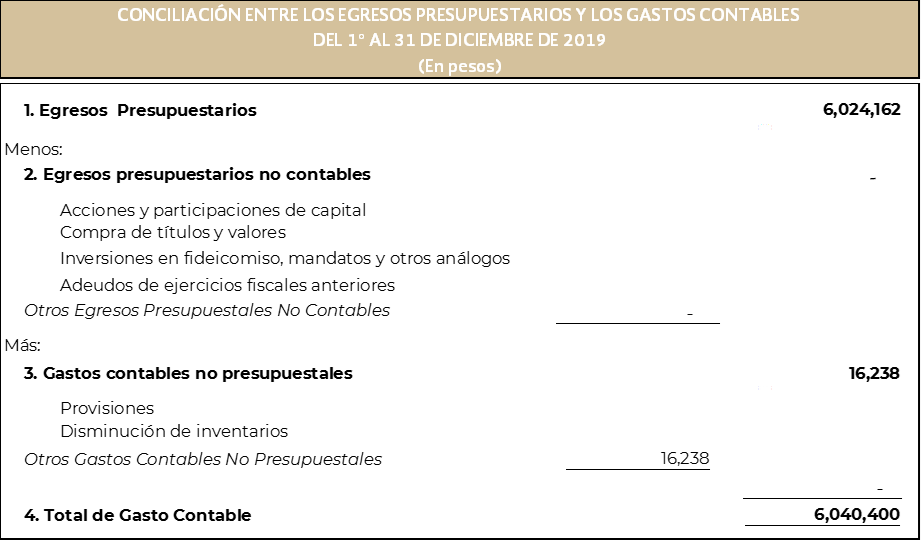 CONCILIACIÓN ENTRE LOS EGRESOS PRESUPUESTARIOS Y LOS GASTOS CONTABLES
DEL 1° AL 31 DE DICIEMBRE DE 2019
(En pesos)
1. Egresos Presupuestarios 6,024,162
Menos:
2. Egresos presupuestarios no contables -
Acciones y participaciones de capital
Compra de títulos y valores
Inversiones en fideicomiso, mandatos y otros análogos
Adeudos de ejercicios fiscales anteriores
Otros Egresos Presupuestales No Contables -
Más:
3. Gastos contables no presupuestales 16,238
Provisiones
Disminución de inventarios
Otros Gastos Contables No Presupuestales 16,238
-
4. Total de Gasto Contable 6,040,400